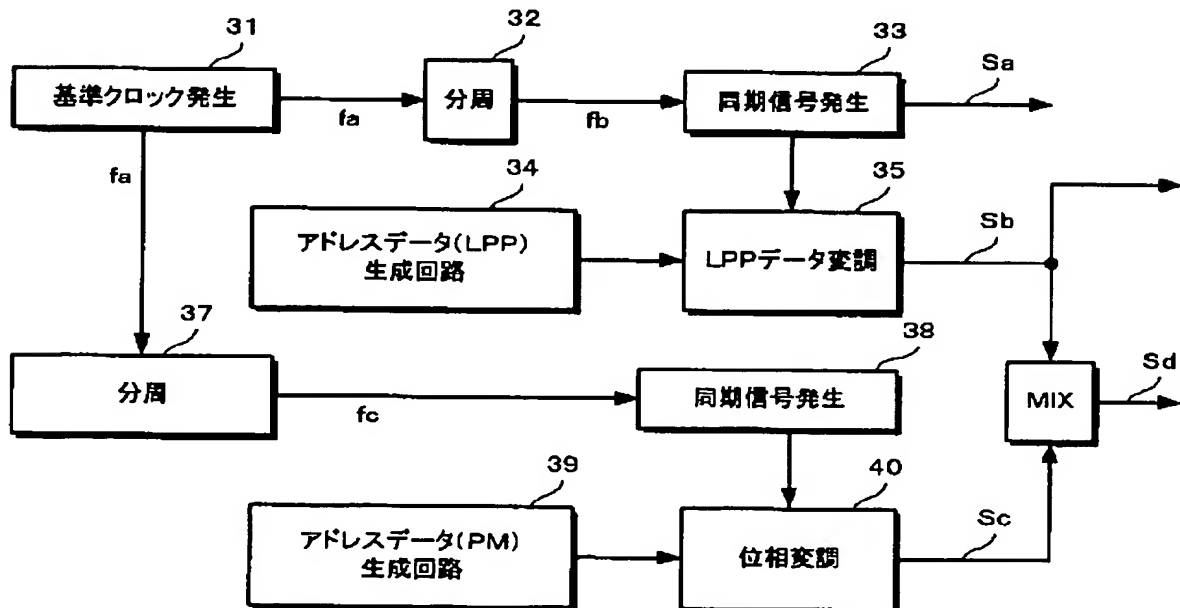 31
32
33
Sa
基準クロック発生
分周
同期信号発生
fa
fb
fa
34
35
アドレスデータ(LPP)
生成回路
LPPデータ変調
Sb
37
38
分周
fc
同期信号発生
MIX
Sd
39
40
アドレスデータ(PM)
生成回路
位相変調
Sc